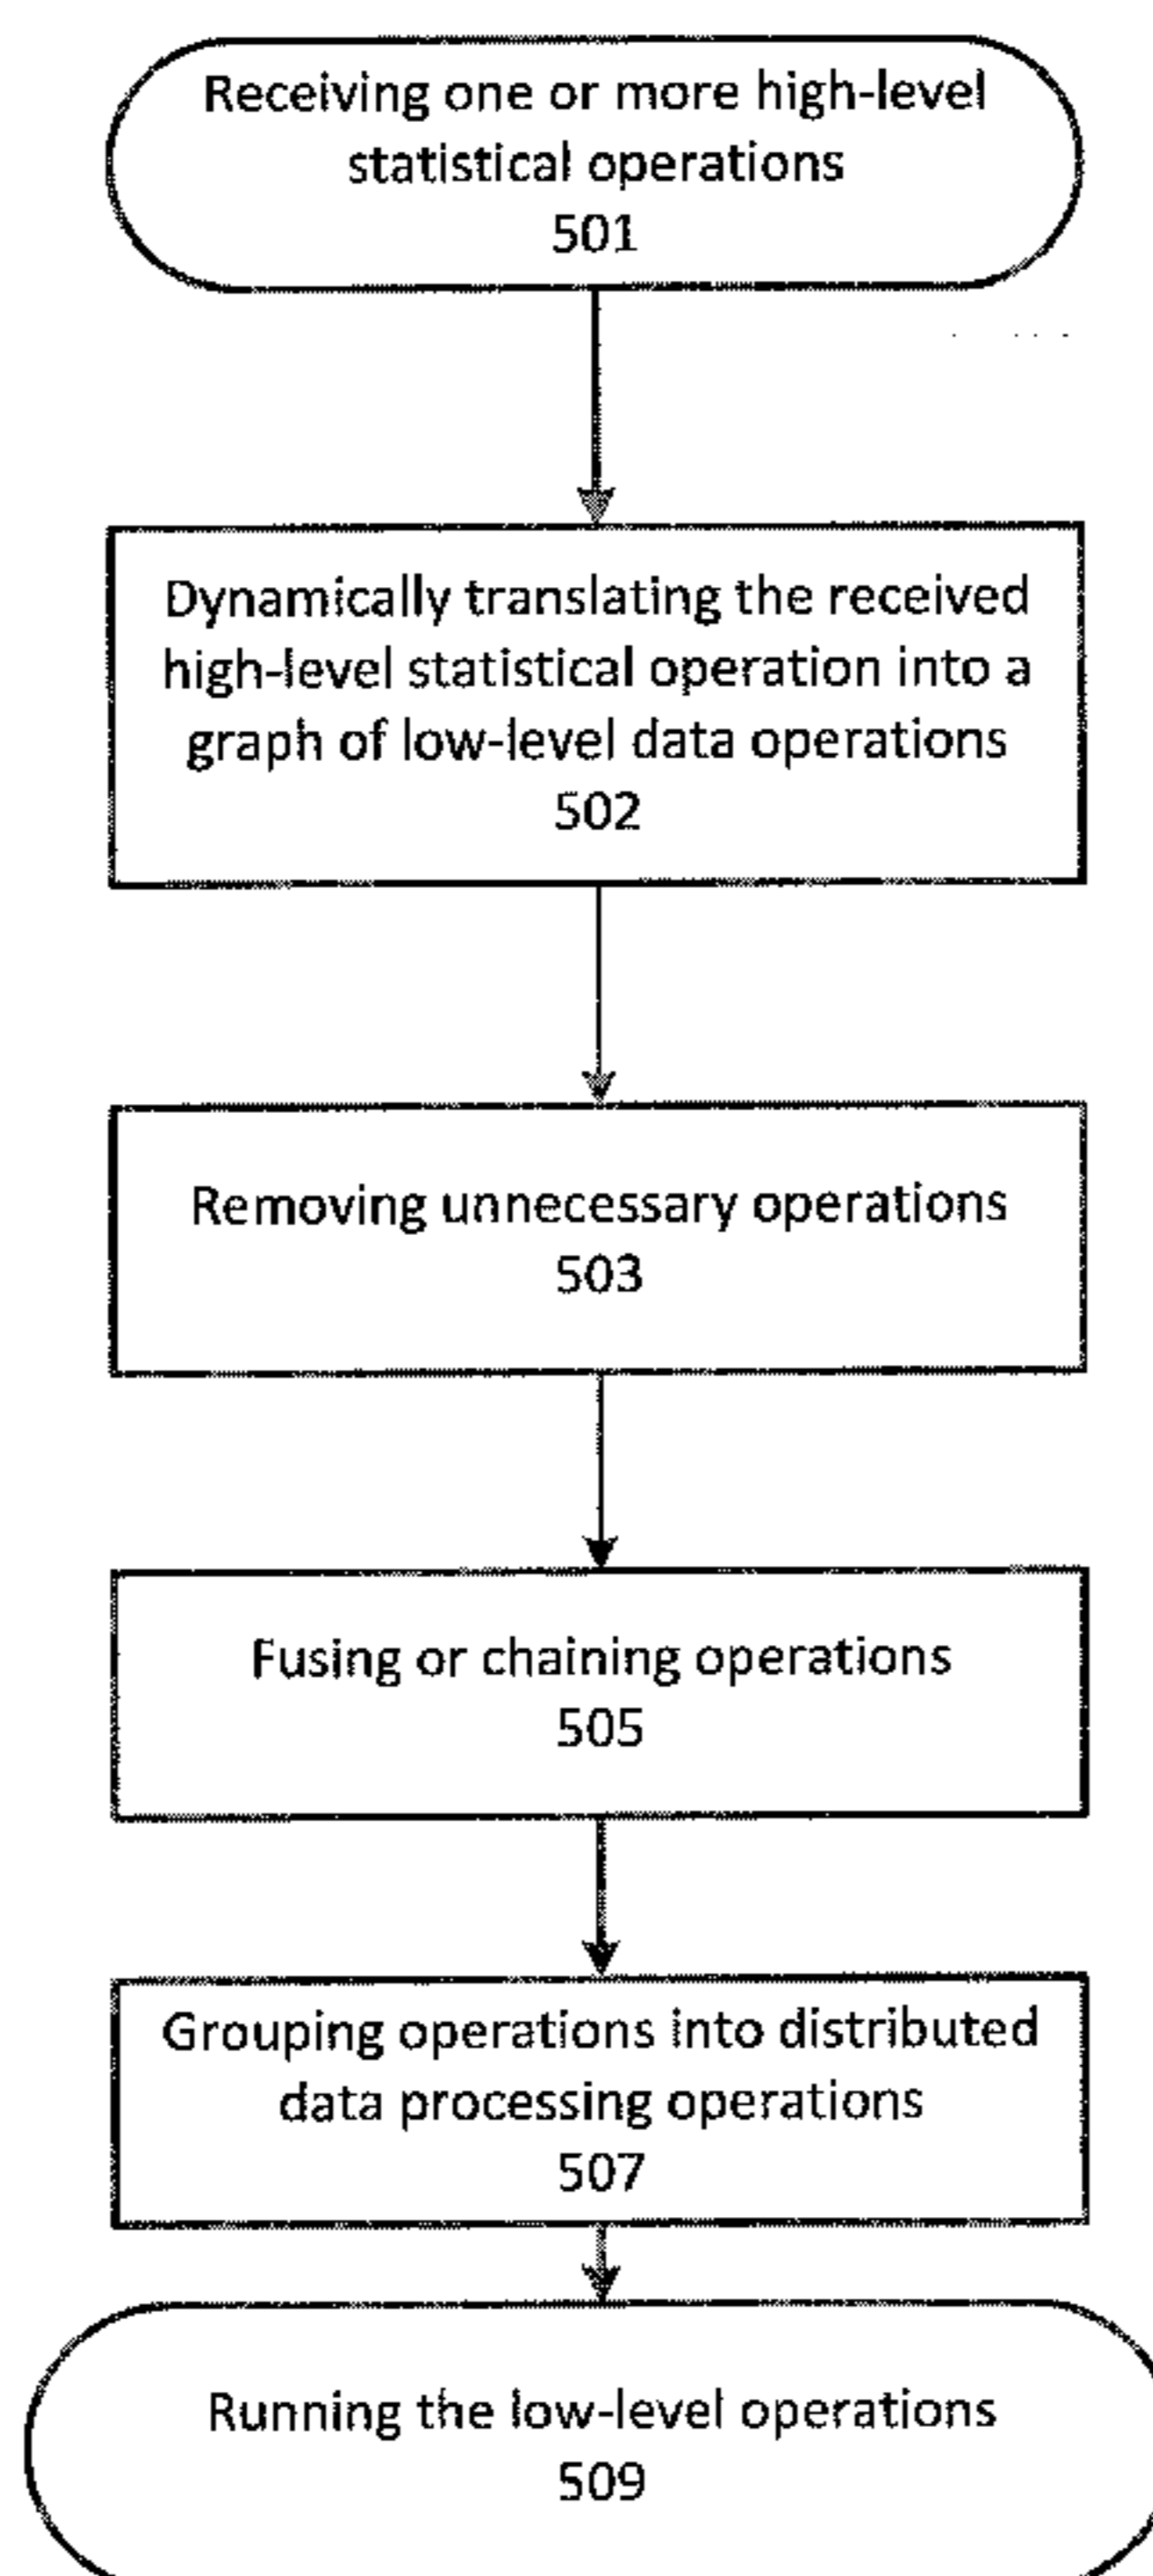 Receiving one or more high-level
statistical operations
501
Dynamically translating the received
high-level statistical operation into a
graph of low-level data operations
502
Removing unnecessary operations
503
Fusing or chaining operations
505
Grouping operations into distributed
data processing operations
507
Running the low-level operations
509